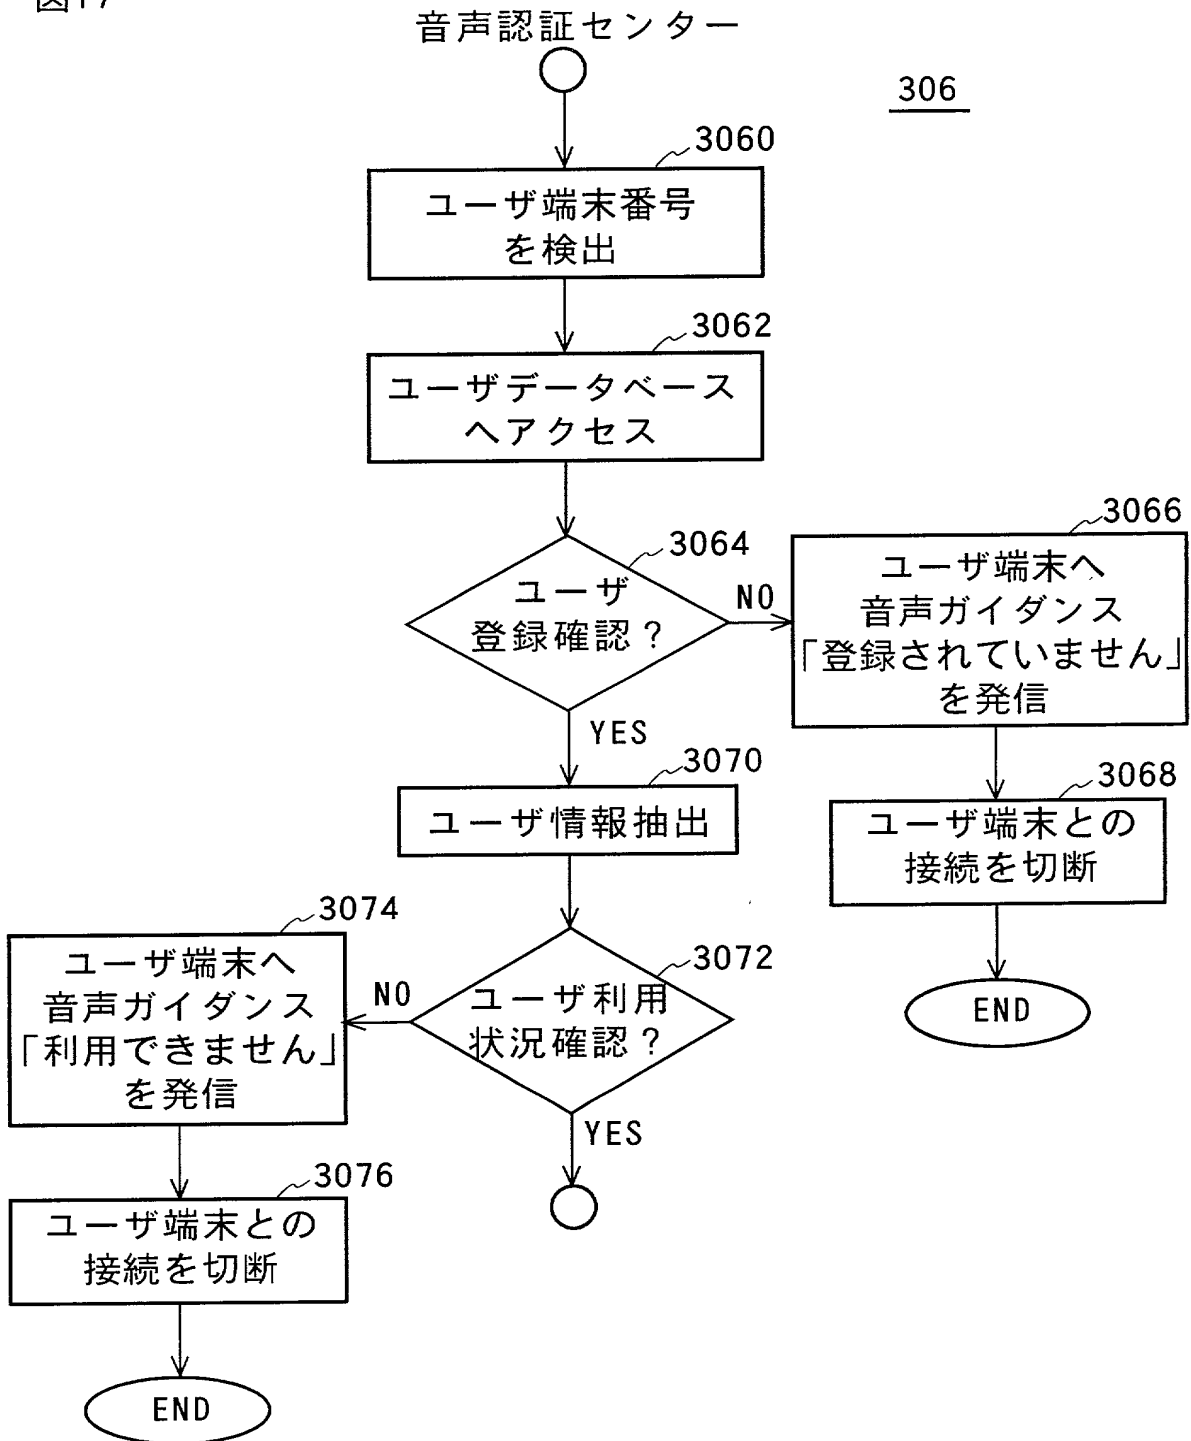 図17
音声認証センター
306
3060
ユーザ端末番号
を検出
3062
ユーザデータベース
へアクセス
3064
ユーザ
登録確認？
NO
YES
3066
ユーザ端末へ
音声ガイダンス
「登録されていません」
を発信
3068
ユーザ端末との
接続を切断
END
3070
ユーザ情報抽出
3072
ユーザ利用
状況確認？
NO
YES
3074
ユーザ端末へ
音声ガイダンス
「利用できません」
を発信
3076
ユーザ端末との
接続を切断
END